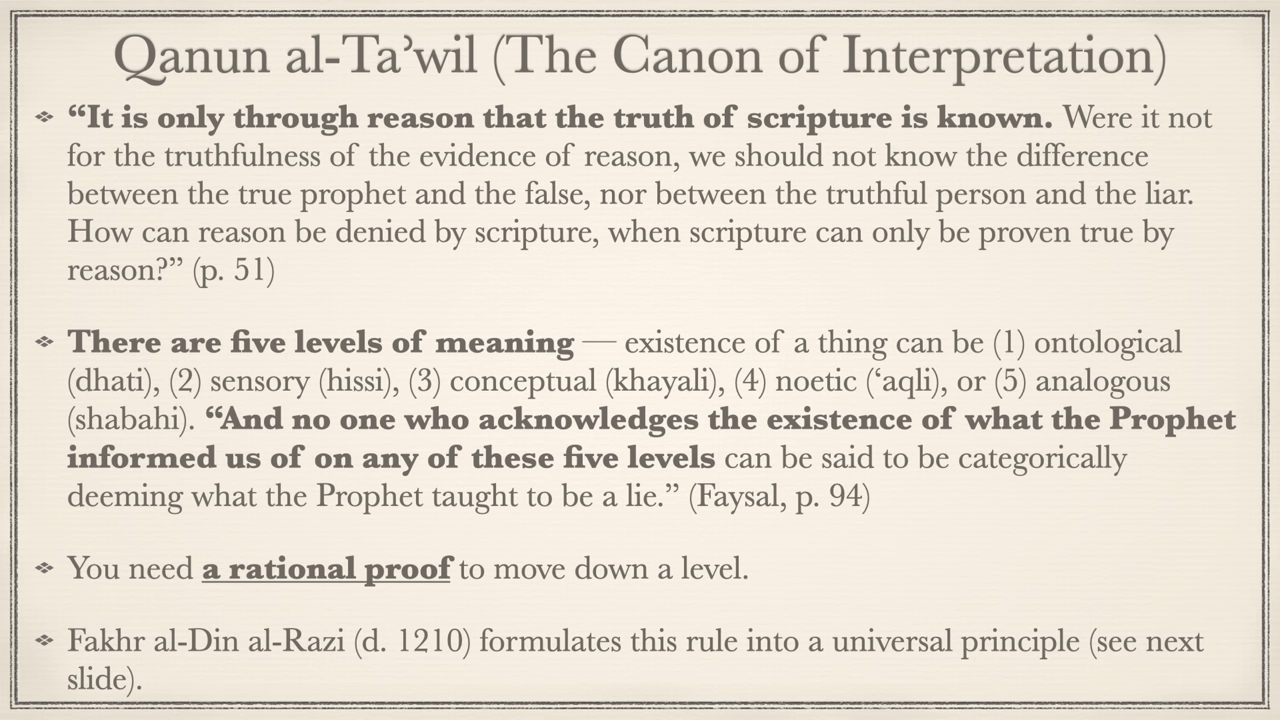 Qanun al-Ta’wil (The Canon of Interpretation)
“It is only through reason that the truth of scripture is known. Were it not
for the truthfulness of the evidence of reason, we should not know the difference
between the true prophet and the false, nor between the truthful person and the liar.
How can reason be denied by scripture, when scripture can only be proven true by
reason?” (p. 51)
There are five levels of meaning — existence of a thing can be (1) ontological
(dhati), (2) sensory (hissi), (3) conceptual (khayali), (4) noetic (‘aqli), or (5) analogous
(shabahi). “And no one who acknowledges the existence of what the Prophet
informed us of on any of these five levels can be said to be categorically
deeming what the Prophet taught to be a lie.” (Faysal, p. 94)
You need a rational proof to move down a level.
Fakhr al-Din al-Razi (d. 1210) formulates this rule into a universal principle (see next
slide).